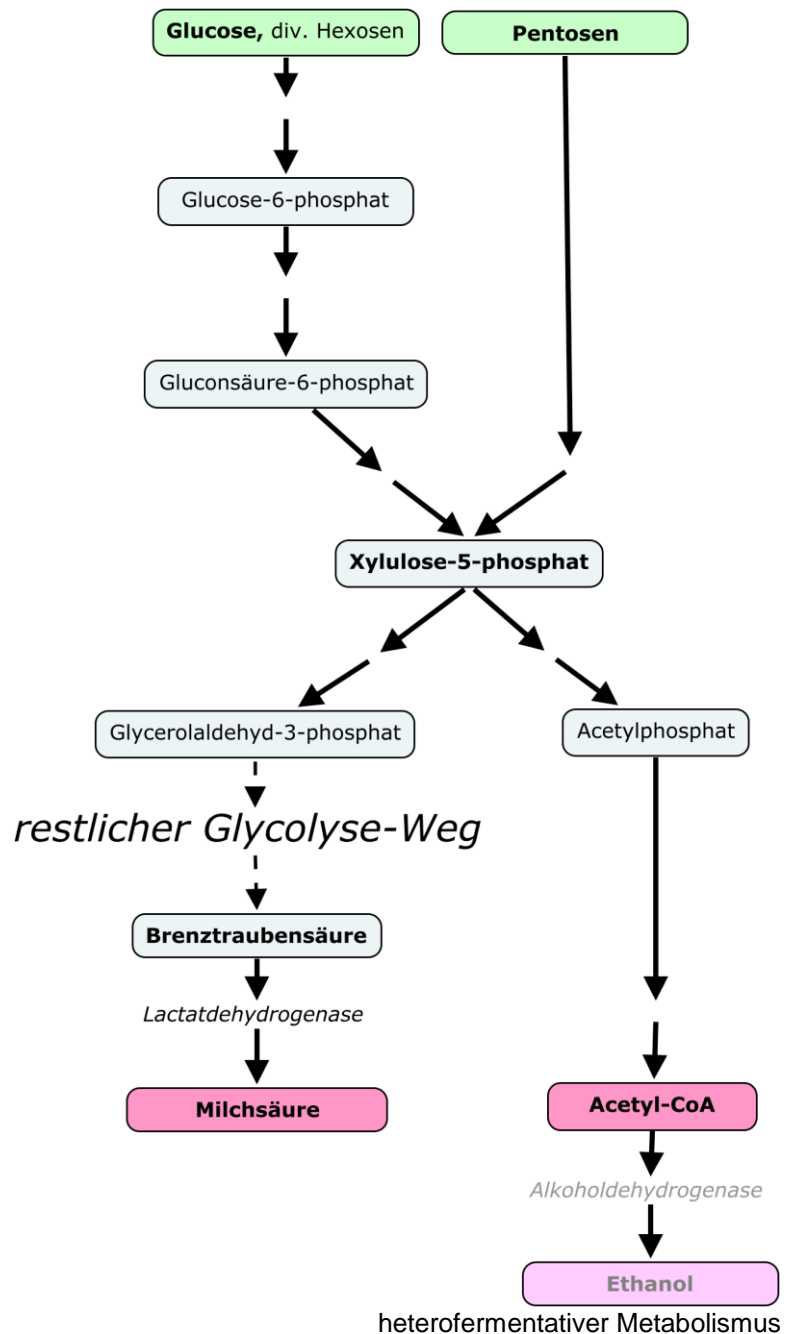 Glucose, div. Hexosen
Pentosen
Glucose-6-phosphat
Gluconsäure-6-phosphat
Xylulose-5-phosphat
Glycerolaldehyd-3-phosphat
Acetylphosphat
restlicher Glycolyse-Weg
Brenztraubensäure
Lactatdehydrogenase
Milchsäure
Acetyl-CoA
Alkoholdehydrogenase
Ethanol
heterofermentativer Metabolismus